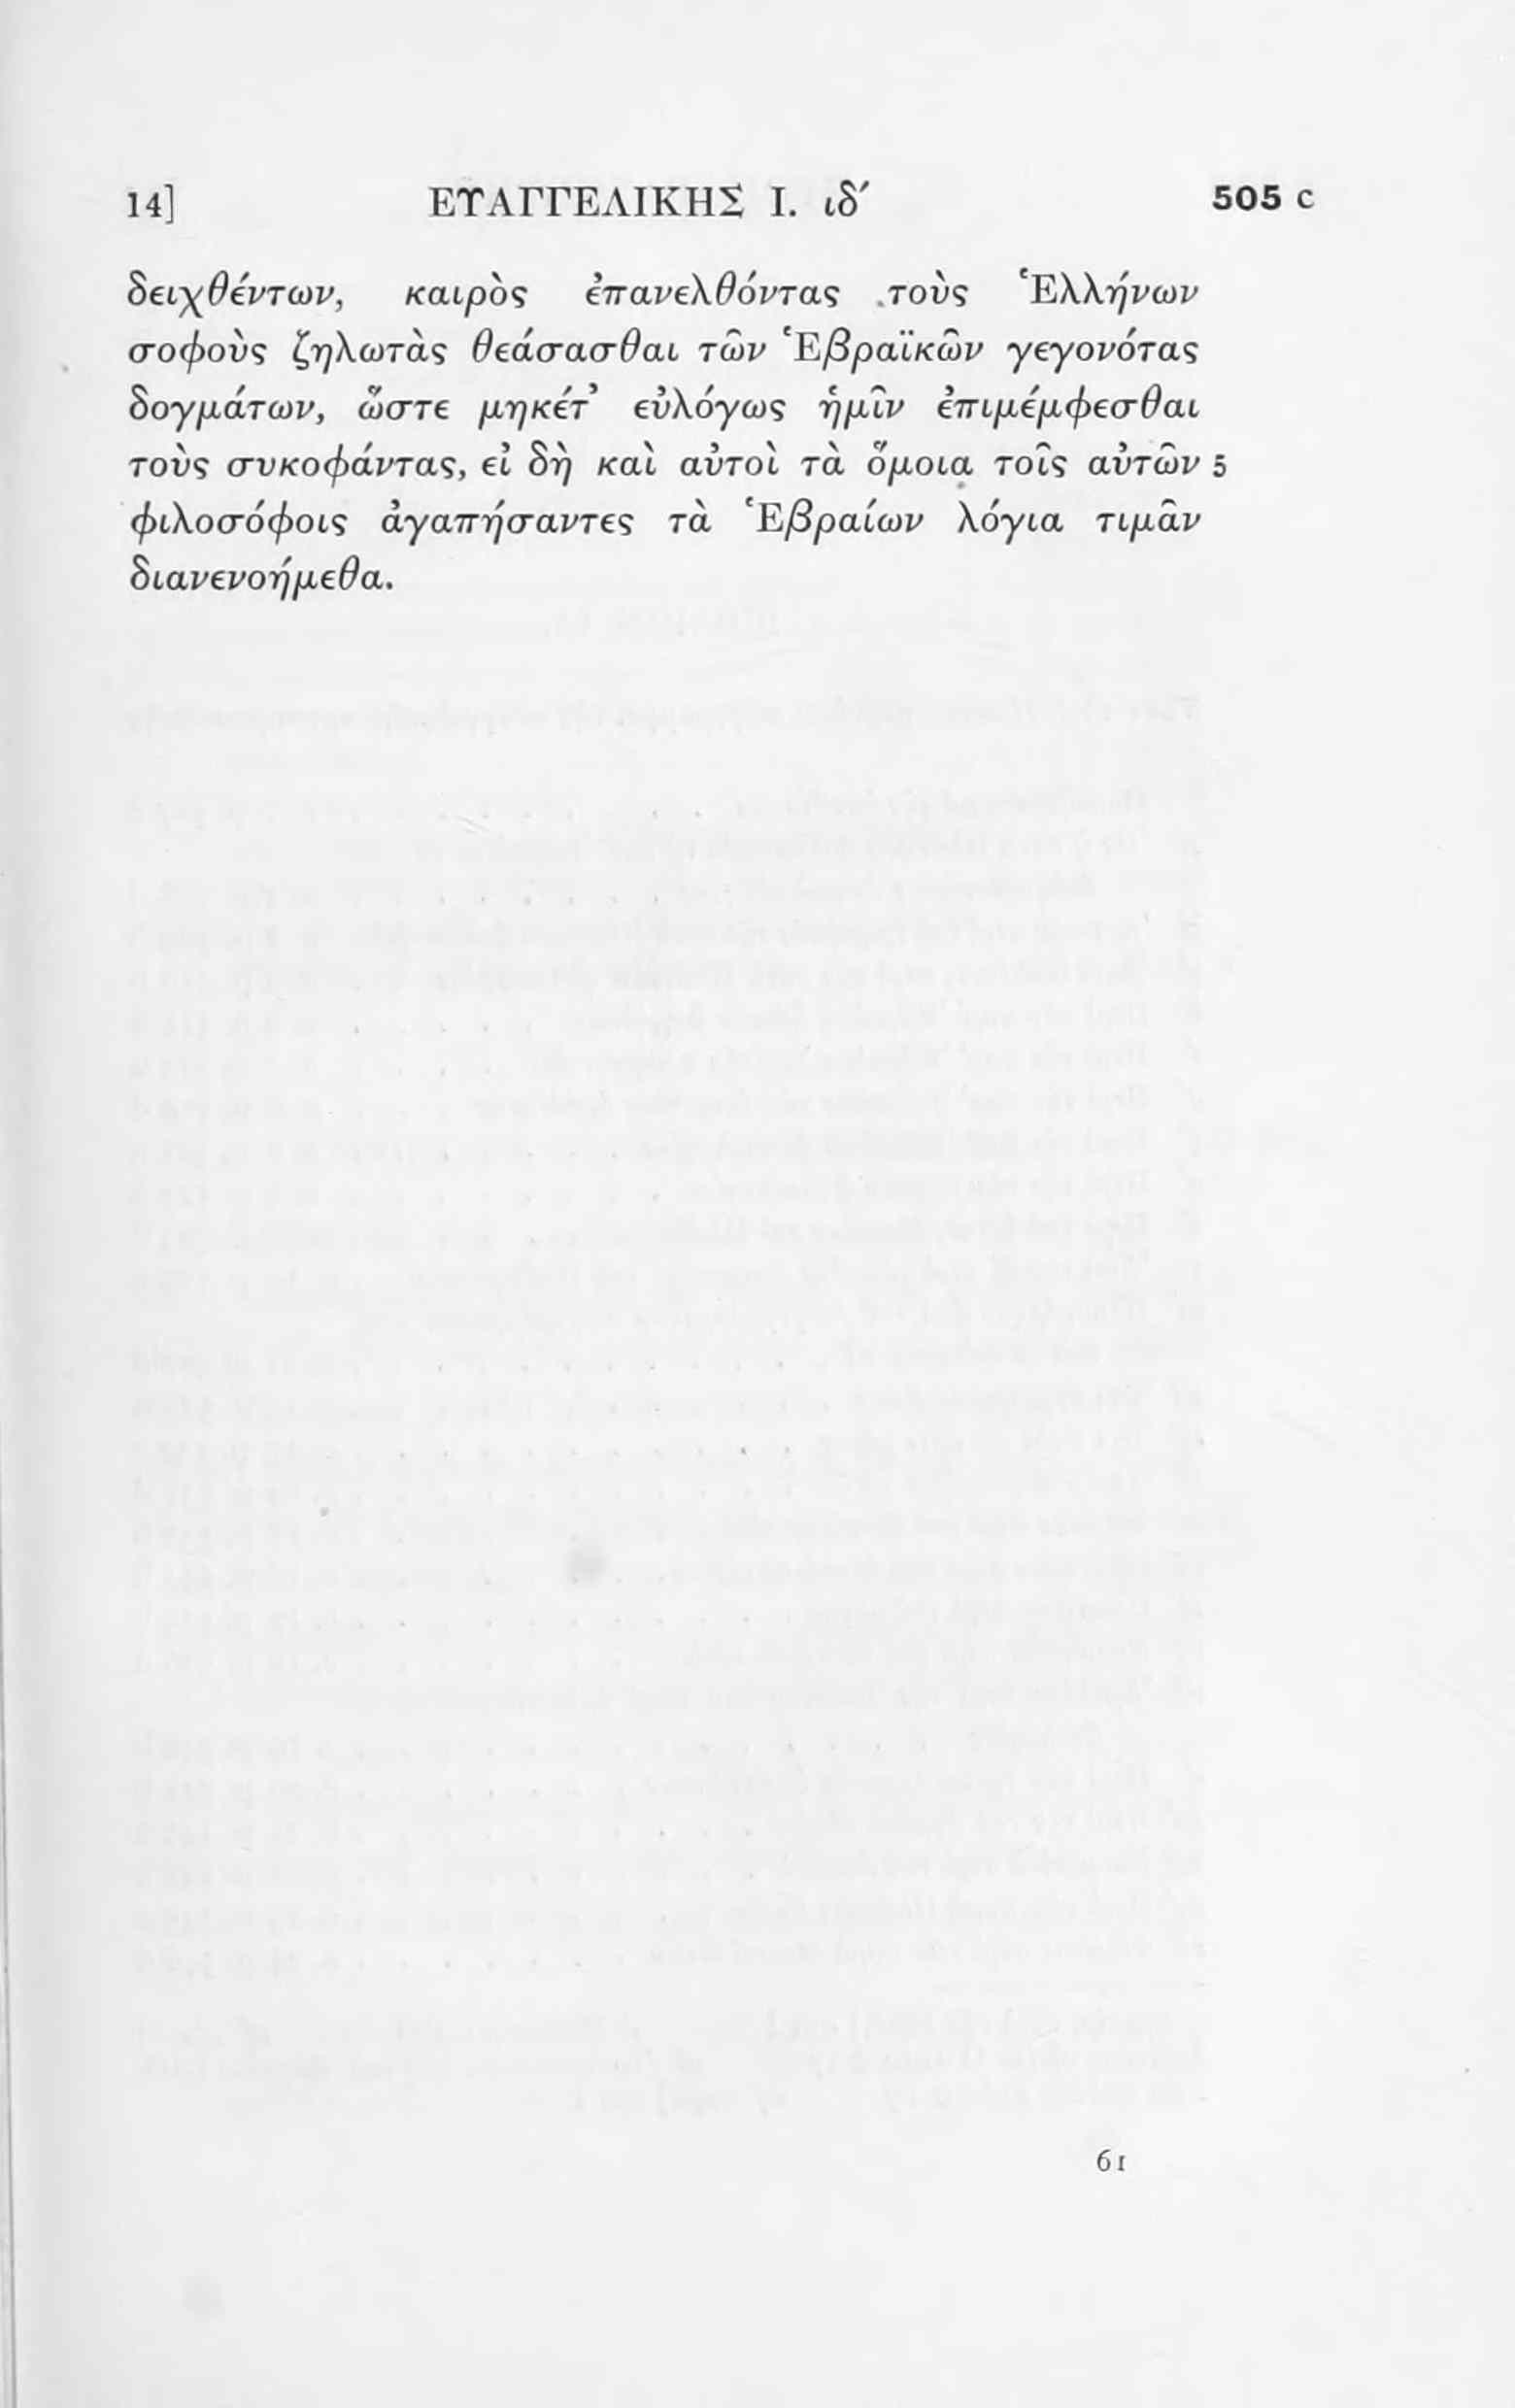 14] ΕΥΑΓΓΕΛΙΚΗΣ Ι. ιδ′ 505 c
δειχθέντων, καιρὸς ἐπανελθόντας τοὺς Ἑλλήνων
σοφοὺς ζηλωτὰς θεάσασθαι τῶν Ἑβραϊκῶν γεγονότας
δογμάτων, ὥστε μηκέτ’ εὐλόγως ἡμῖν ἐπιμέμφεσθαι
τοὺς συκοφάντας, εἰ δὴ καὶ αὐτοὶ τὰ ὅμοια τοῖς αὐτῶν 5
φιλοσόφοις ἀγαπήσαντες τὰ Ἑβραίων λόγια τιμᾶν
διανενοήμεθα.
61